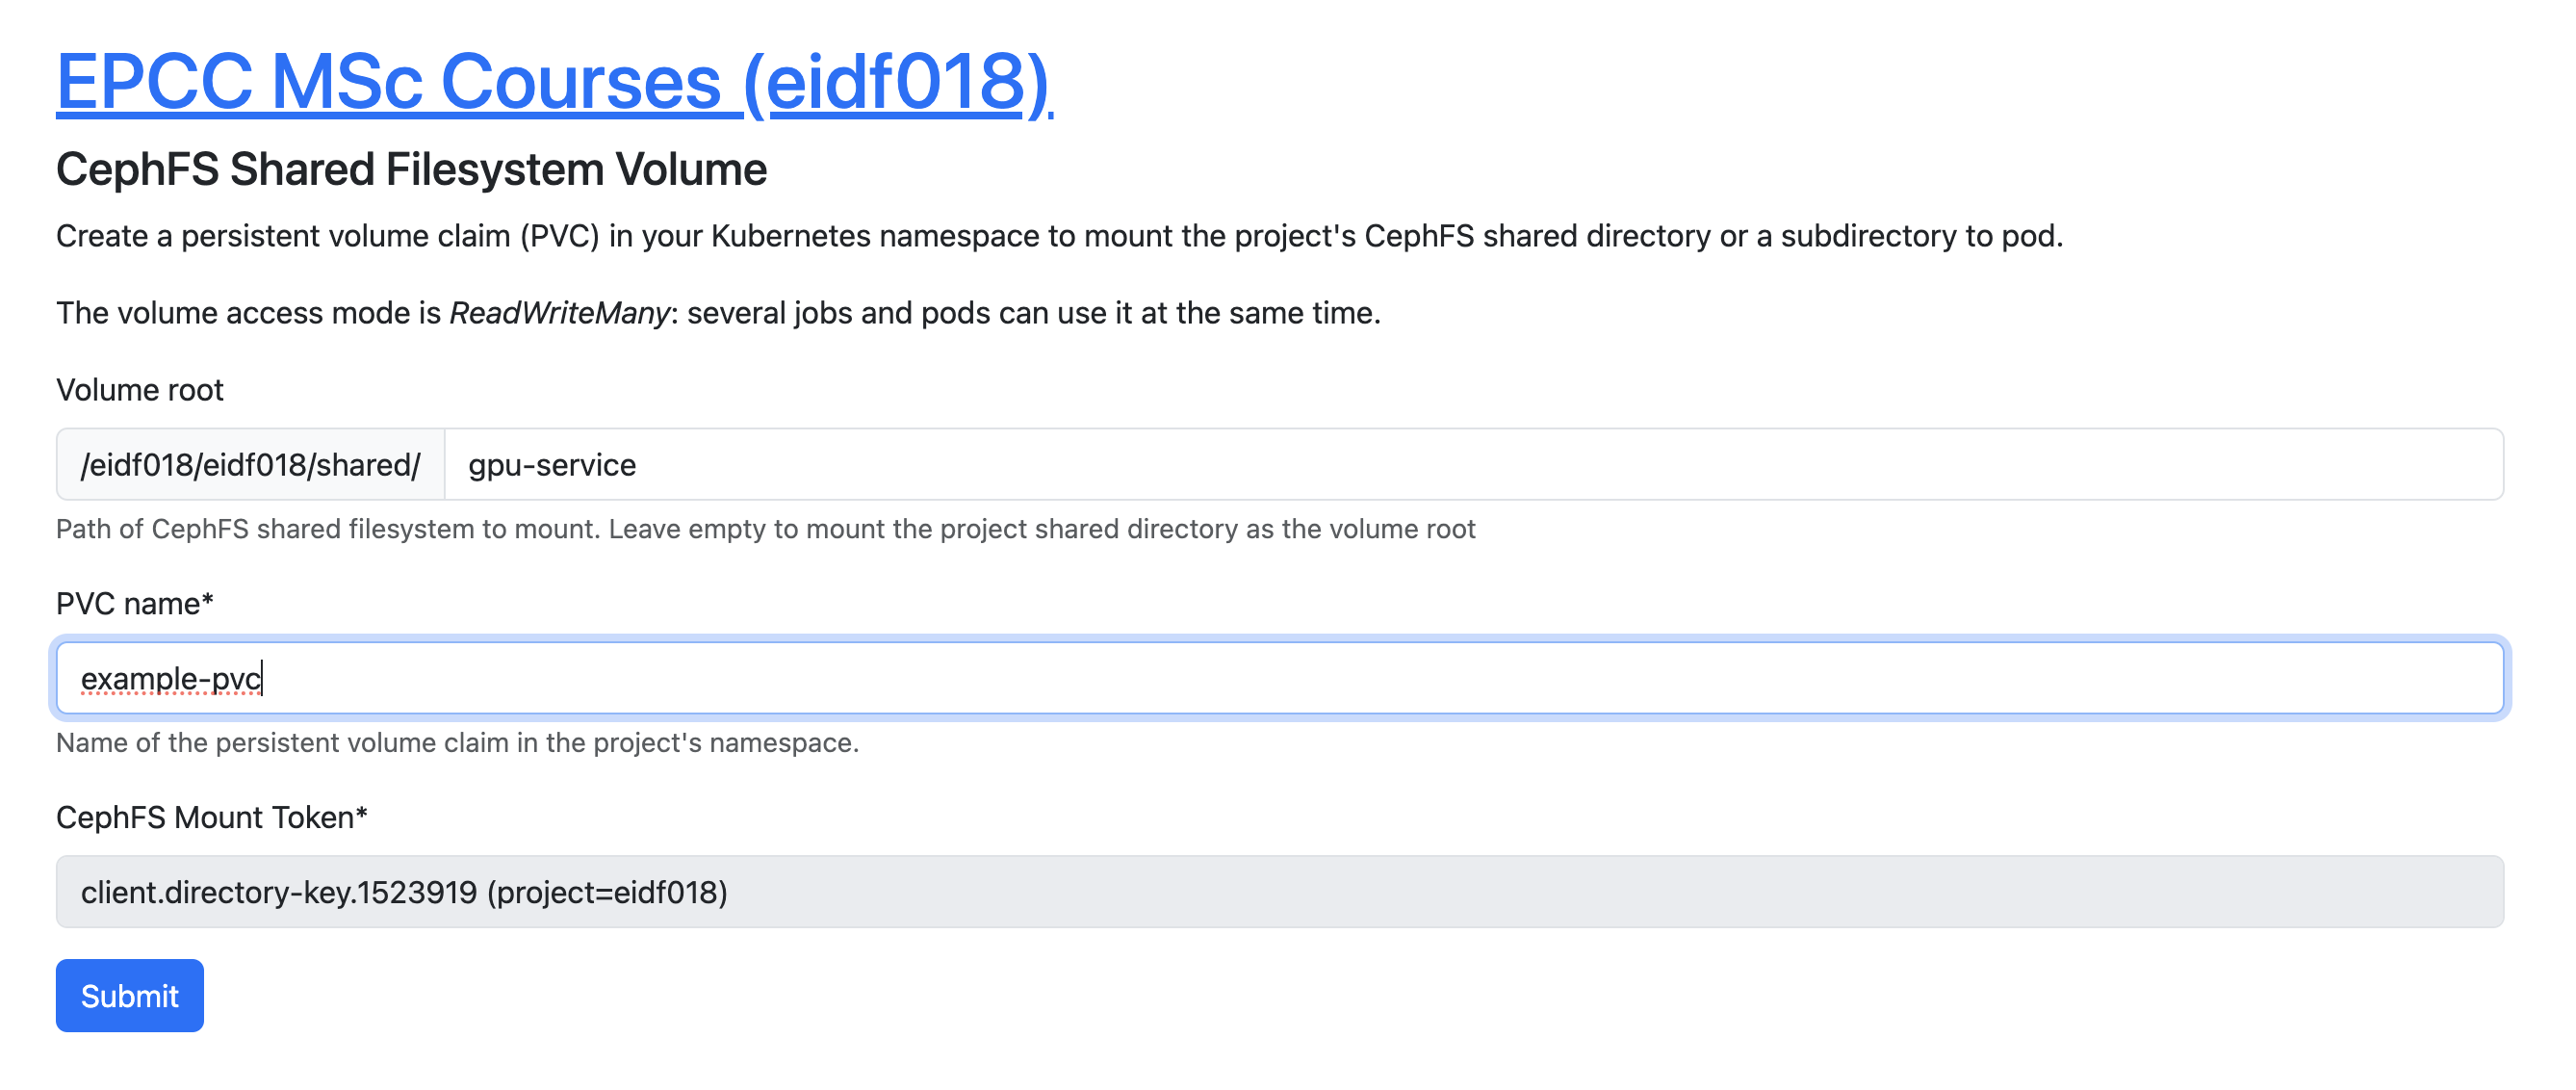 EPCC MSc Courses (eidf018)
CephFS Shared Filesystem Volume
Create a persistent volume claim (PVC) in your Kubernetes namespace to mount the project's CephFS shared directory or a subdirectory to pod.
The volume access mode is ReadWriteMany: several jobs and pods can use it at the same time.
Volume root
/eidf018/eidf018/shared/ gpu-service
Path of CephFS shared filesystem to mount. Leave empty to mount the project shared directory as the volume root
PVC name*
example-pvc
Name of the persistent volume claim in the project's namespace.
CephFS Mount Token*
client.directory-key.1523919 (project=eidf018)
Submit